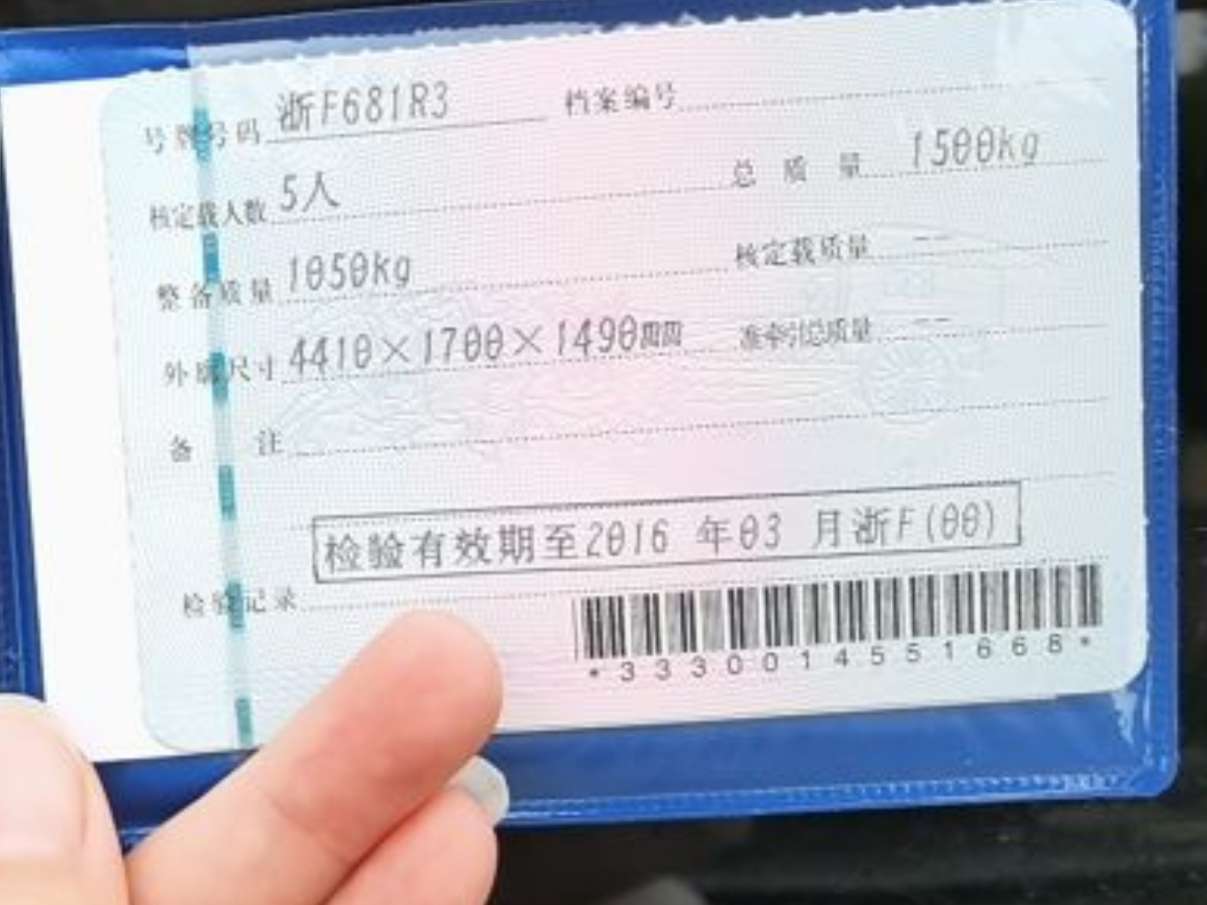 号牌号码 浙F681R3 档案编号
核定载人数 5人 总质量 1500kg
整备质量 1050kg 核定载质量 --
外廓尺寸 4410×1700×1490mm 准牵引总质量 --
备注
检验有效期至2016 年03 月浙F(00)
检验记录
*3330014551668*